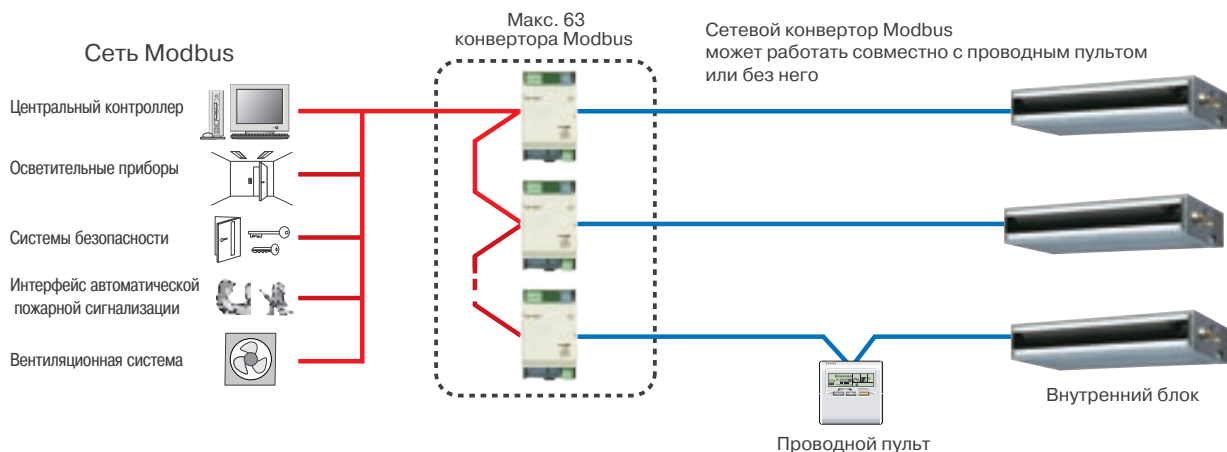 Сеть Modbus
Макс. 63
конвертора Modbus
Сетевой конвертор Modbus
может работать совместно с проводным пультом
или без него
Центральный контроллер
Осветительные приборы
Системы безопасности
Интерфейс автоматической
пожарной сигнализации
Вентиляционная система
Проводной пульт
Внутренний блок